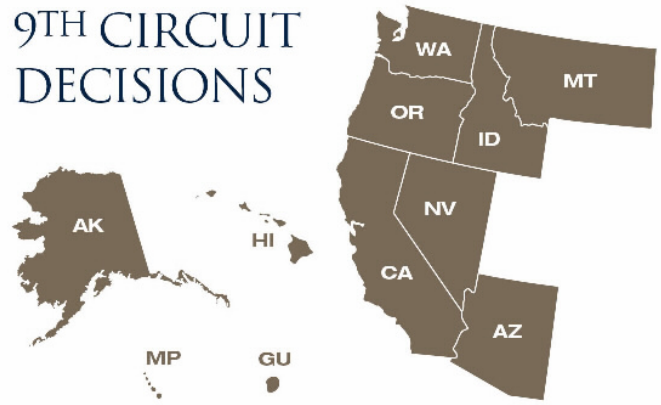 9TH CIRCUIT
DECISIONS
WA
MT
OR
ID
AK
HI
NV
CA
AZ
MP
GU